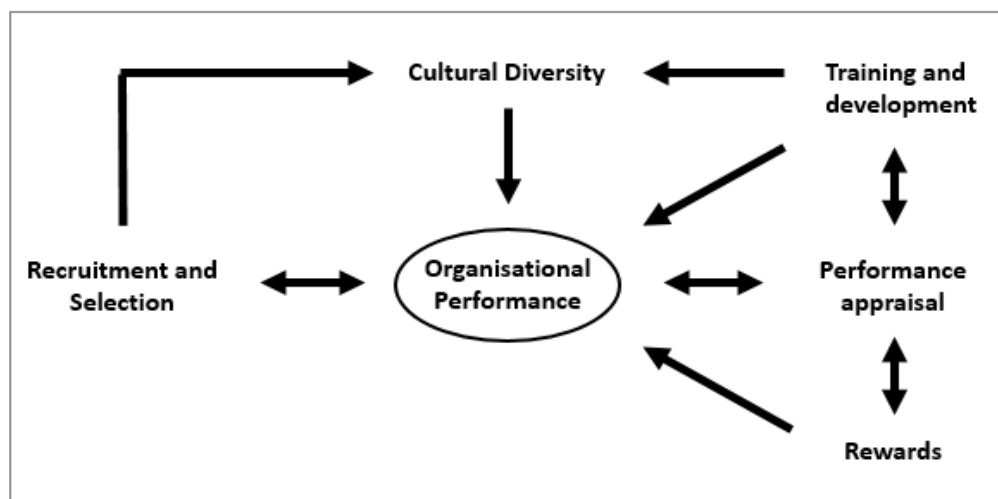 Cultural Diversity
Training and
development
Recruitment and
Selection
Organisational
Performance
Performance
appraisal
Rewards